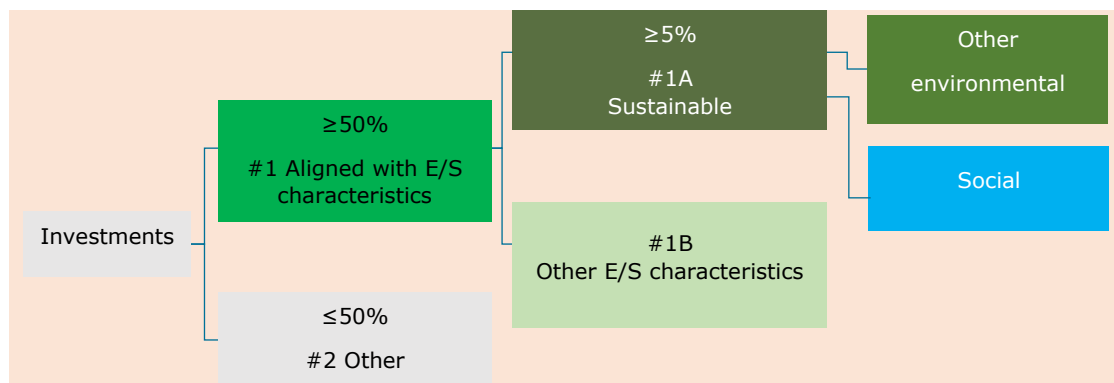 Investments
≥50%
#1 Aligned with E/S
characteristics
≤50%
#2 Other
≥5%
#1A
Sustainable
#1B
Other E/S characteristics
Other
environmental
Social